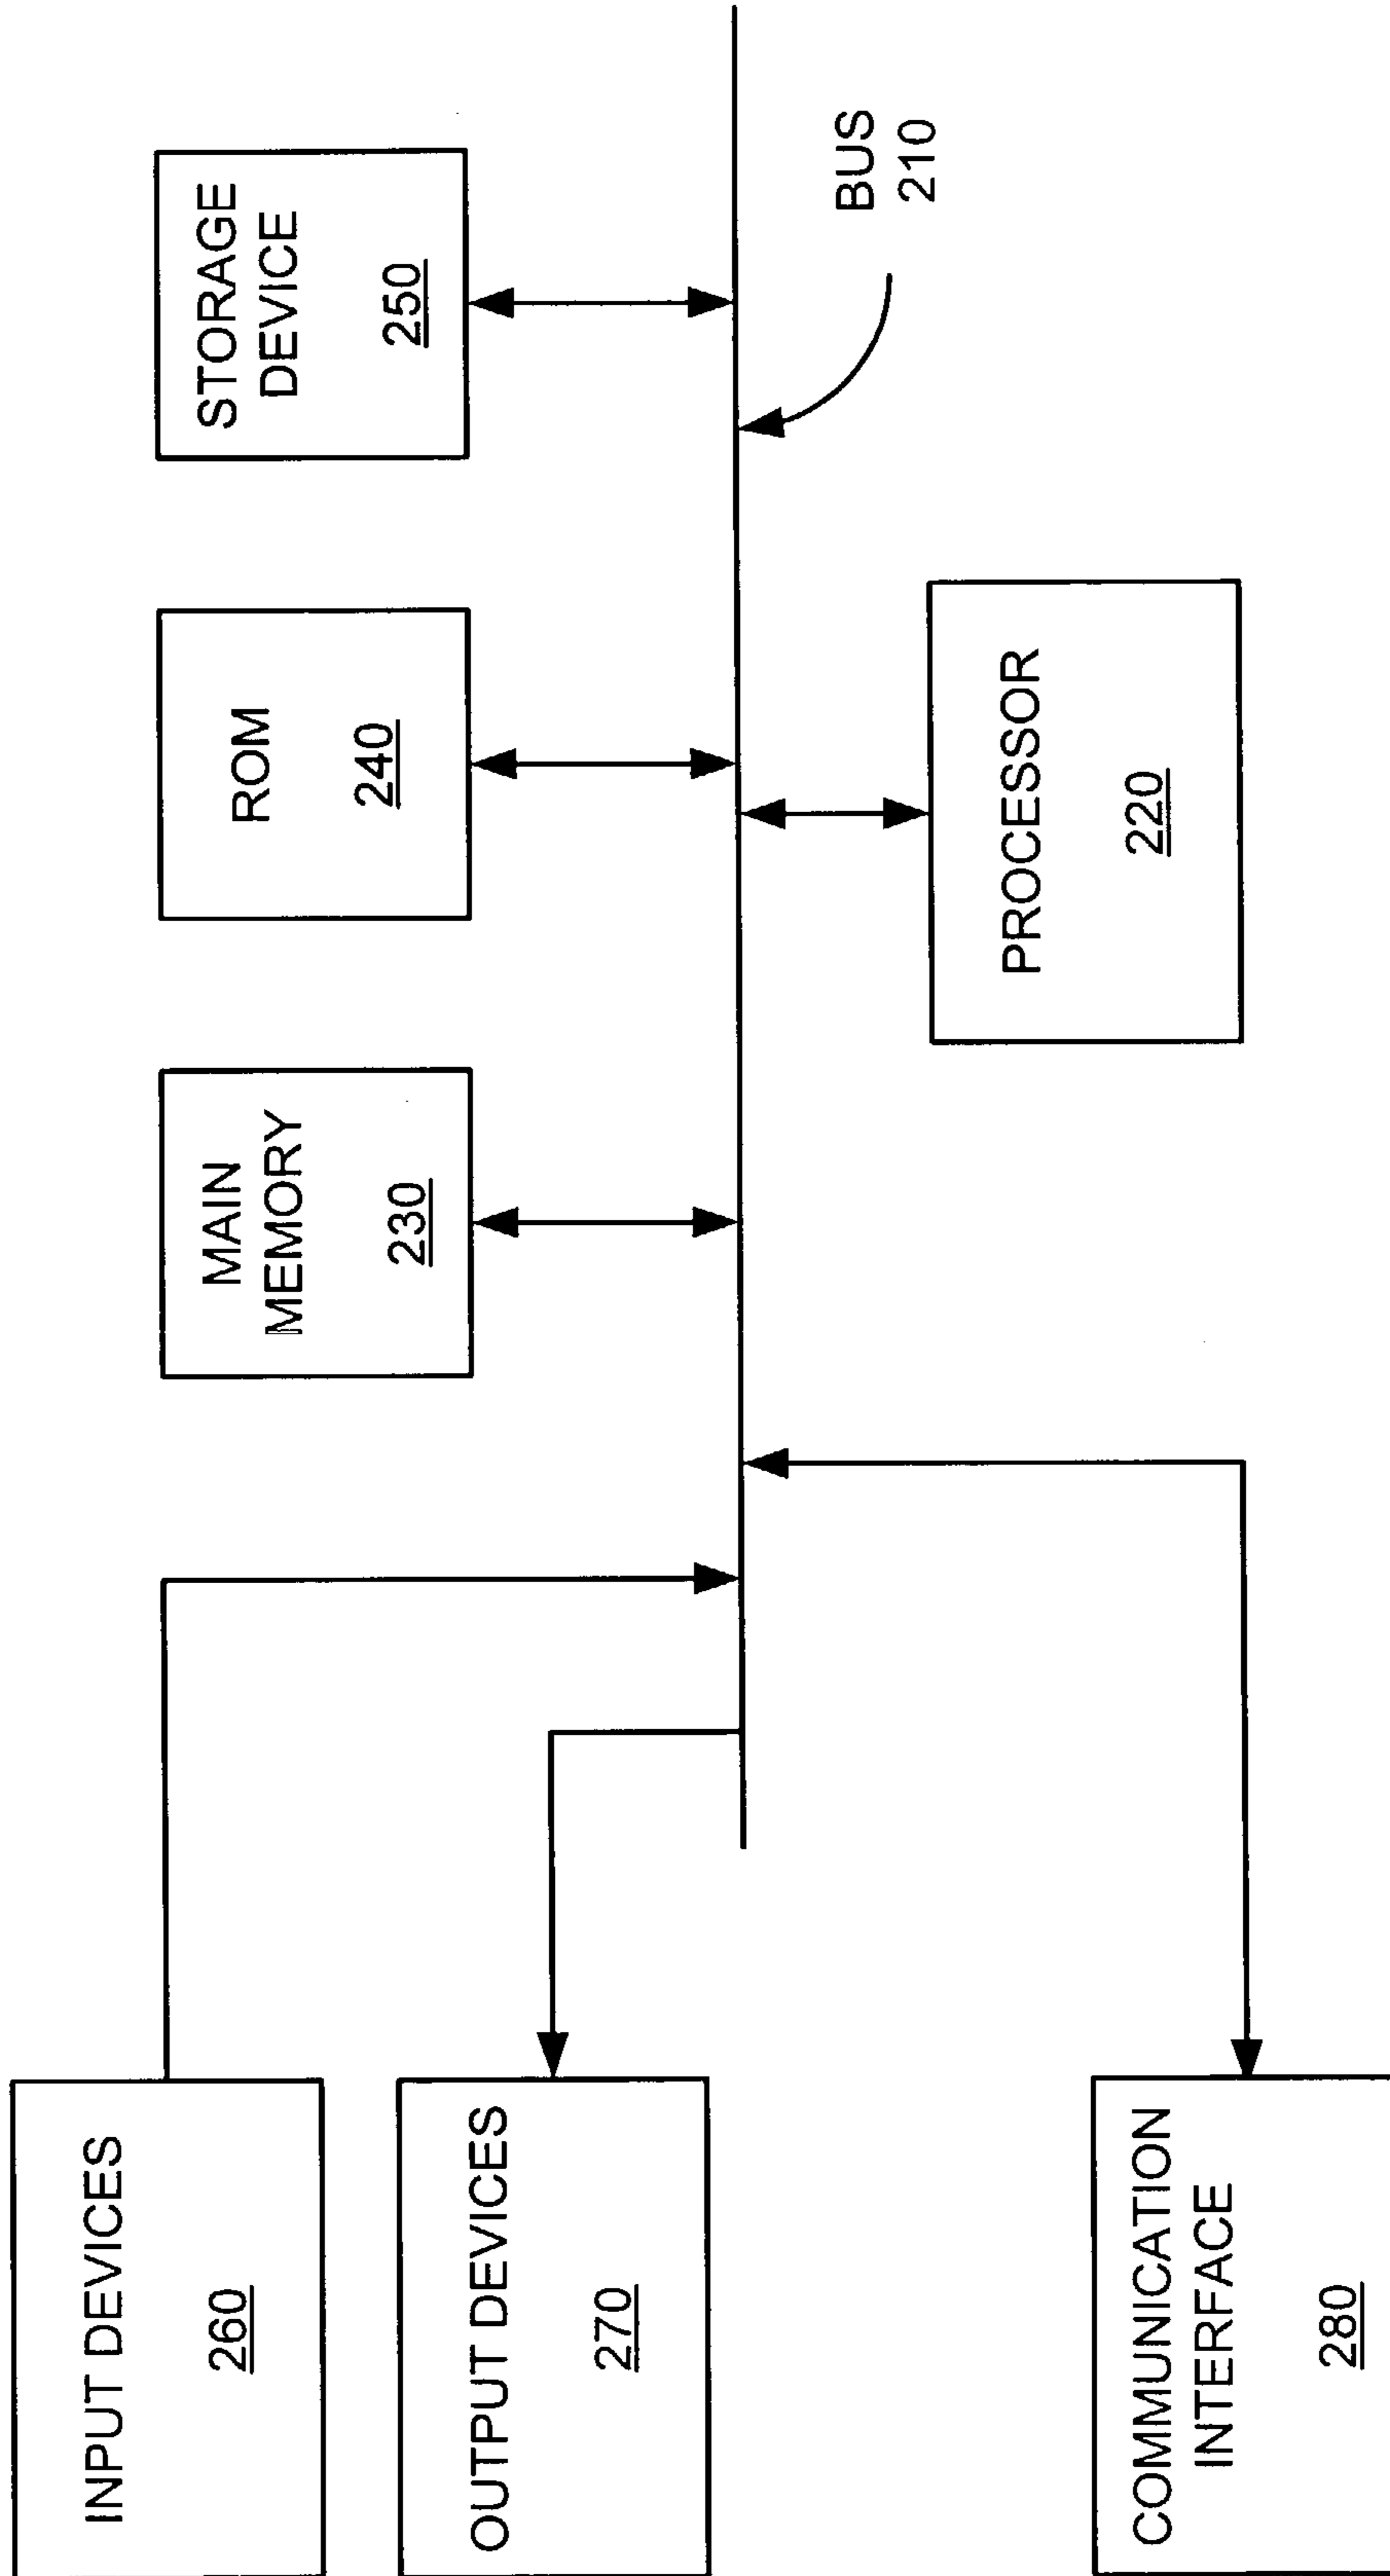 INPUT DEVICES
260
OUTPUT DEVICES
270
COMMUNICATION
INTERFACE
280
MAIN
MEMORY
230
ROM
240
STORAGE
DEVICE
250
PROCESSOR
220
BUS
210